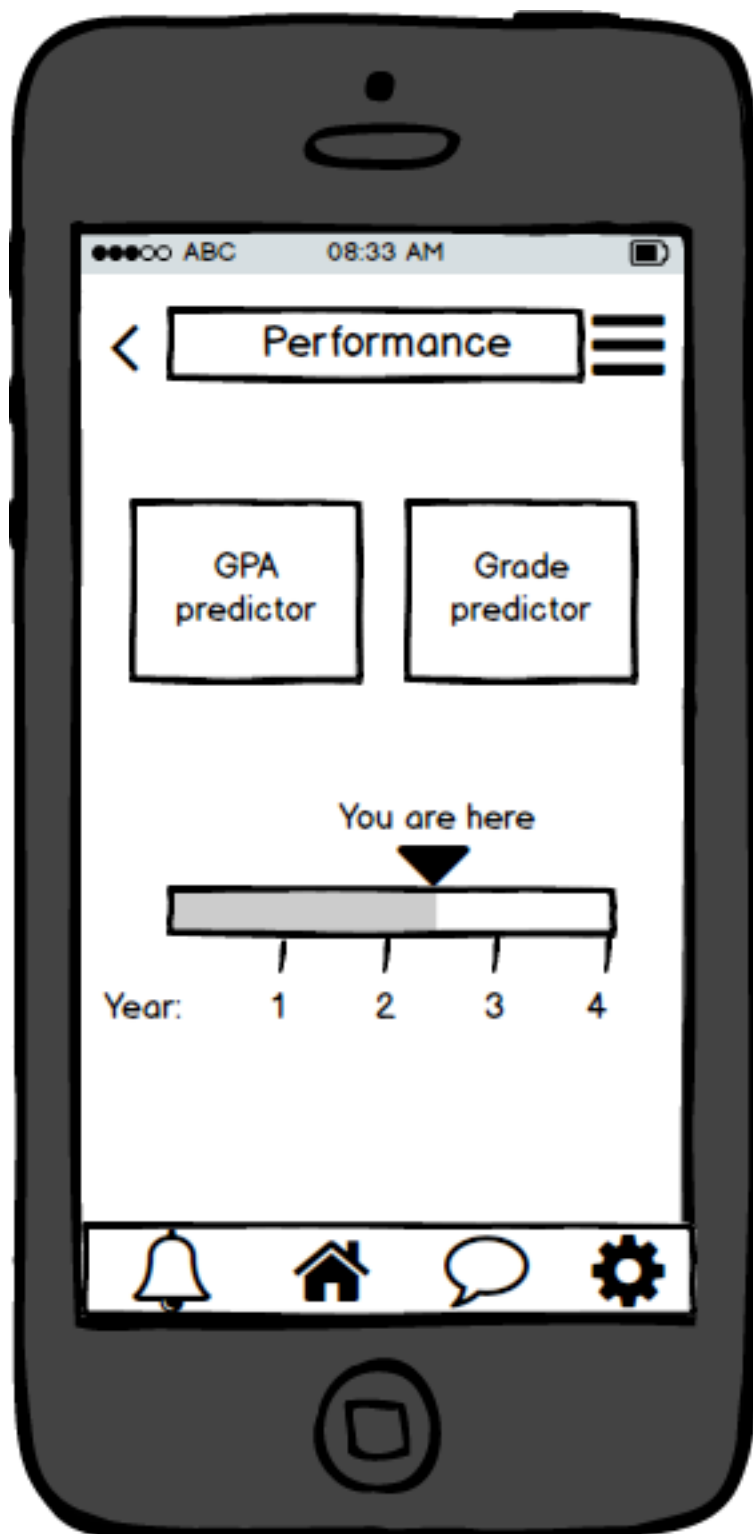 ABC 08:33 AM
Performance
GPA
predictor
Grade
predictor
You are here
Year: 1 2 3 4